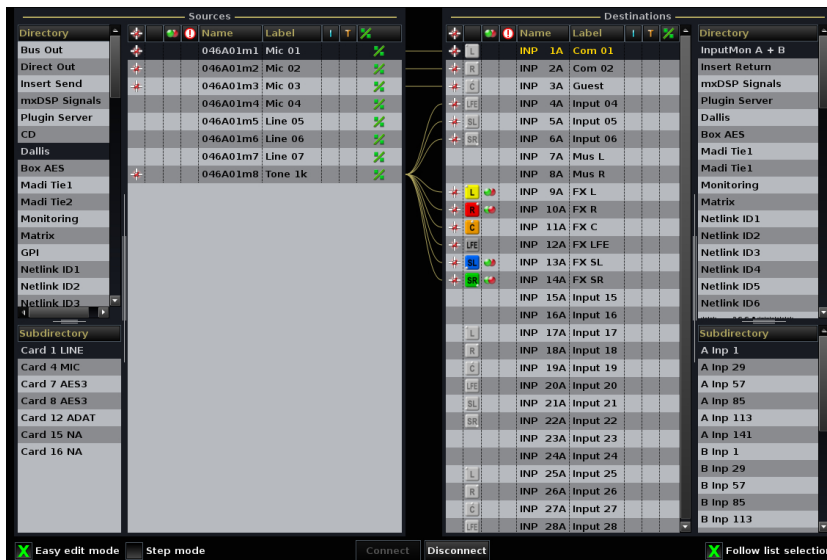 Sources
Destinations
Directory
Bus Out
Direct Out
Insert Send
mxDSP Signals
Plugin Server
CD
Dallis
Box AES
Madi Tie1
Madi Tie2
Monitoring
Matrix
GPI
Netlink ID1
Netlink ID2
Netlink ID3
Subdirectory
Card 1 LINE
Card 4 MIC
Card 7 AES3
Card 8 AES3
Card 12 ADAT
Card 15 NA
Card 16 NA
Name Label I T
046A01m1 Mic 01
046A01m2 Mic 02
046A01m3 Mic 03
046A01m4 Mic 04
046A01m5 Line 05
046A01m6 Line 06
046A01m7 Line 07
046A01m8 Tone 1k
Name Label I T
L INP 1A Com 01
R INP 2A Com 02
C INP 3A Guest
LFE INP 4A Input 04
SL INP 5A Input 05
SR INP 6A Input 06
INP 7A Mus L
INP 8A Mus R
L INP 9A FX L
R INP 10A FX R
C INP 11A FX C
LFE INP 12A FX LFE
SL INP 13A FX SL
SR INP 14A FX SR
INP 15A Input 15
INP 16A Input 16
L INP 17A Input 17
R INP 18A Input 18
C INP 19A Input 19
LFE INP 20A Input 20
SL INP 21A Input 21
SR INP 22A Input 22
INP 23A Input 23
INP 24A Input 24
L INP 25A Input 25
R INP 26A Input 26
C INP 27A Input 27
LFE INP 28A Input 28
Directory
InputMon A + B
Insert Return
mxDSP Signals
Plugin Server
Dallis
Box AES
Madi Tie1
Madi Tie1
Monitoring
Matrix
Netlink ID1
Netlink ID2
Netlink ID3
Netlink ID4
Netlink ID5
Netlink ID6
Subdirectory
A Inp 1
A Inp 29
A Inp 57
A Inp 85
A Inp 113
A Inp 141
B Inp 1
B Inp 29
B Inp 57
B Inp 85
B Inp 113
X Easy edit mode Step mode Connect Disconnect X Follow list selectio